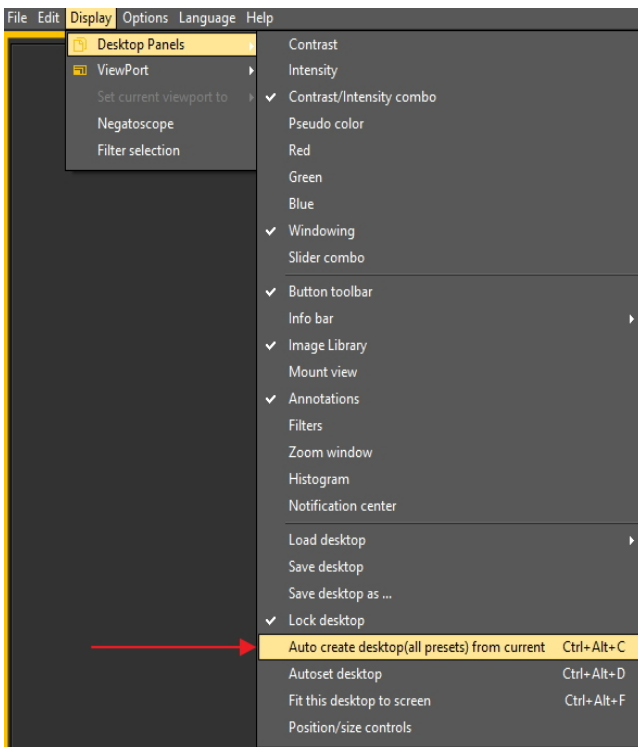 File Edit Display Options Language Help
Desktop Panels
ViewPort
Set current viewport to
Negatoscope
Filter selection
Contrast
Intensity
Contrast/Intensity combo
Pseudo color
Red
Green
Blue
Windowing
Slider combo
Button toolbar
Info bar
Image Library
Mount view
Annotations
Filters
Zoom window
Histogram
Notification center
Load desktop
Save desktop
Save desktop as ...
Lock desktop
Auto create desktop(all presets) from current Ctrl+Alt+C
Autoset desktop Ctrl+Alt+D
Fit this desktop to screen Ctrl+Alt+F
Position/size controls